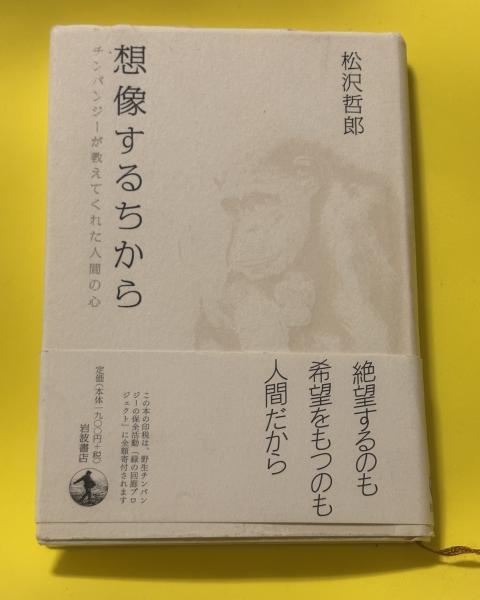 松沢哲郎
想像するちから
チンパンジーが教えてくれた人間の心
絶望するのも
希望をもつのも
人間だから
この本の印税は、野生チンパン
ジーの保全活動「緑の回廊プロ
ジェクト」に全額寄付されます
定価(本体一九〇〇円+税)
岩波書店